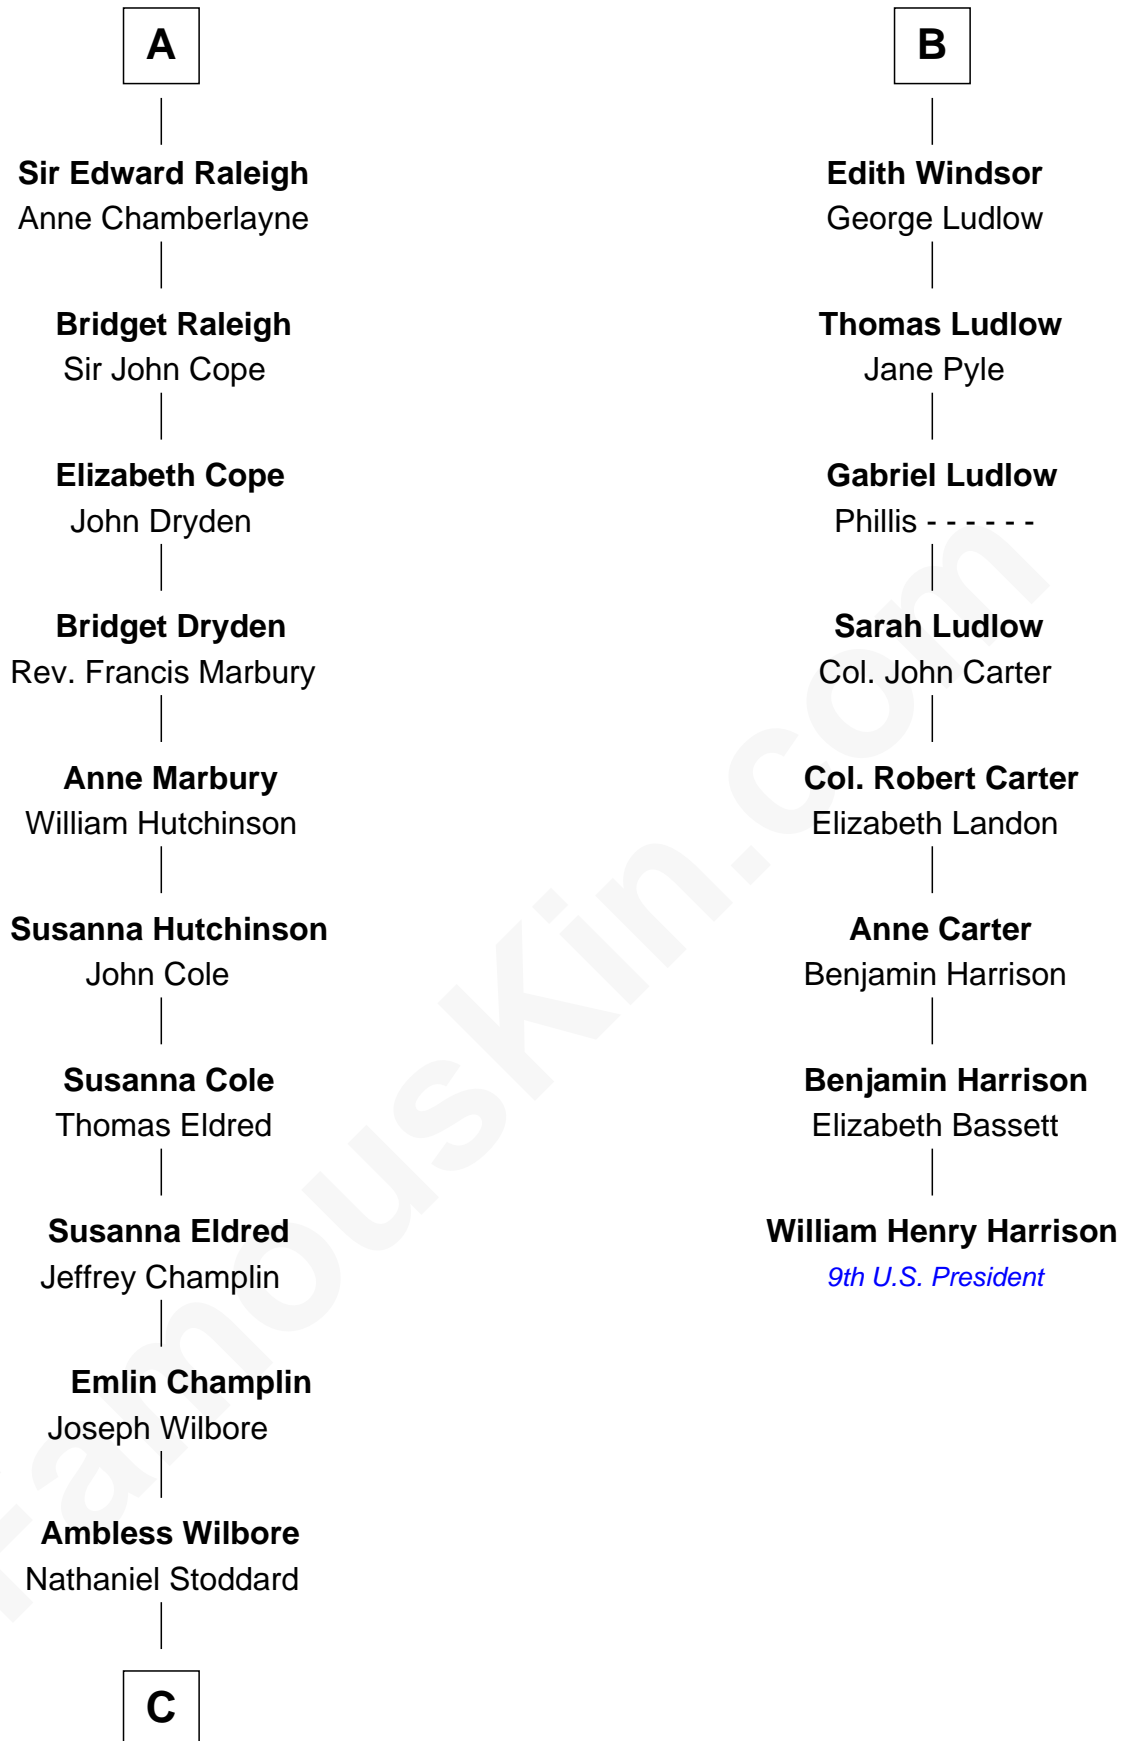 A
Sir Edward Raleigh
Anne Chamberlayne
Bridget Raleigh
Sir John Cope
Elizabeth Cope
John Dryden
Bridget Dryden
Rev. Francis Marbury
Anne Marbury
William Hutchinson
Susanna Hutchinson
John Cole
Susanna Cole
Thomas Eldred
Susanna Eldred
Jeffrey Champlin
Emlin Champlin
Joseph Wilbore
Ambless Wilbore
Nathaniel Stoddard
C
B
Edith Windsor
George Ludlow
Thomas Ludlow
Jane Pyle
Gabriel Ludlow
Phillis - - - - - -
Sarah Ludlow
Col. John Carter
Col. Robert Carter
Elizabeth Landon
Anne Carter
Benjamin Harrison
Benjamin Harrison
Elizabeth Bassett
William Henry Harrison
9th U.S. President
FamousKin.com